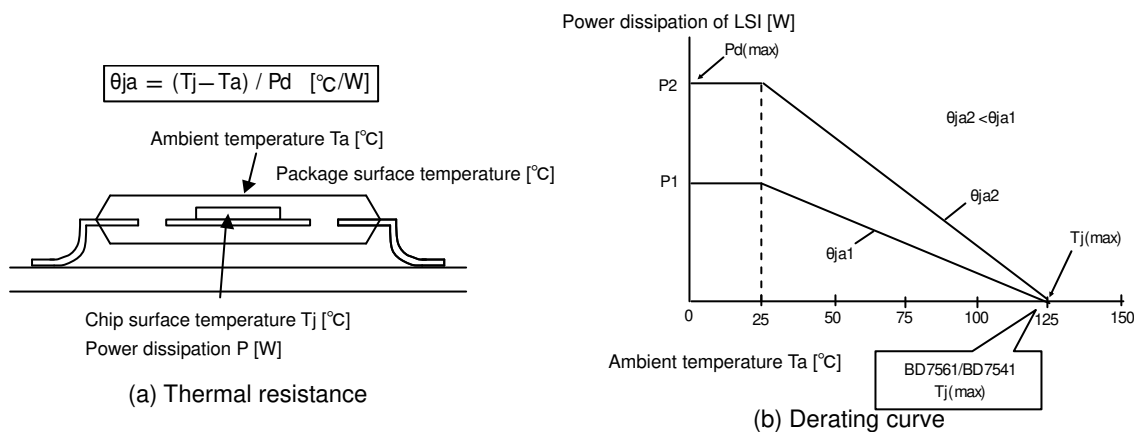 θja = (Tj−Ta) / Pd [℃/W]
Ambient temperature Ta [℃]
Package surface temperature [℃]
Chip surface temperature Tj [℃]
Power dissipation P [W]
(a) Thermal resistance
Power dissipation of LSI [W]
Pd(max)
P2
θja2 <θja1
P1
θja2
θja1
Tj(max)
0 25 50 75 100 125 150
Ambient temperature Ta [℃]
BD7561/BD7541
Tj(max)
(b) Derating curve